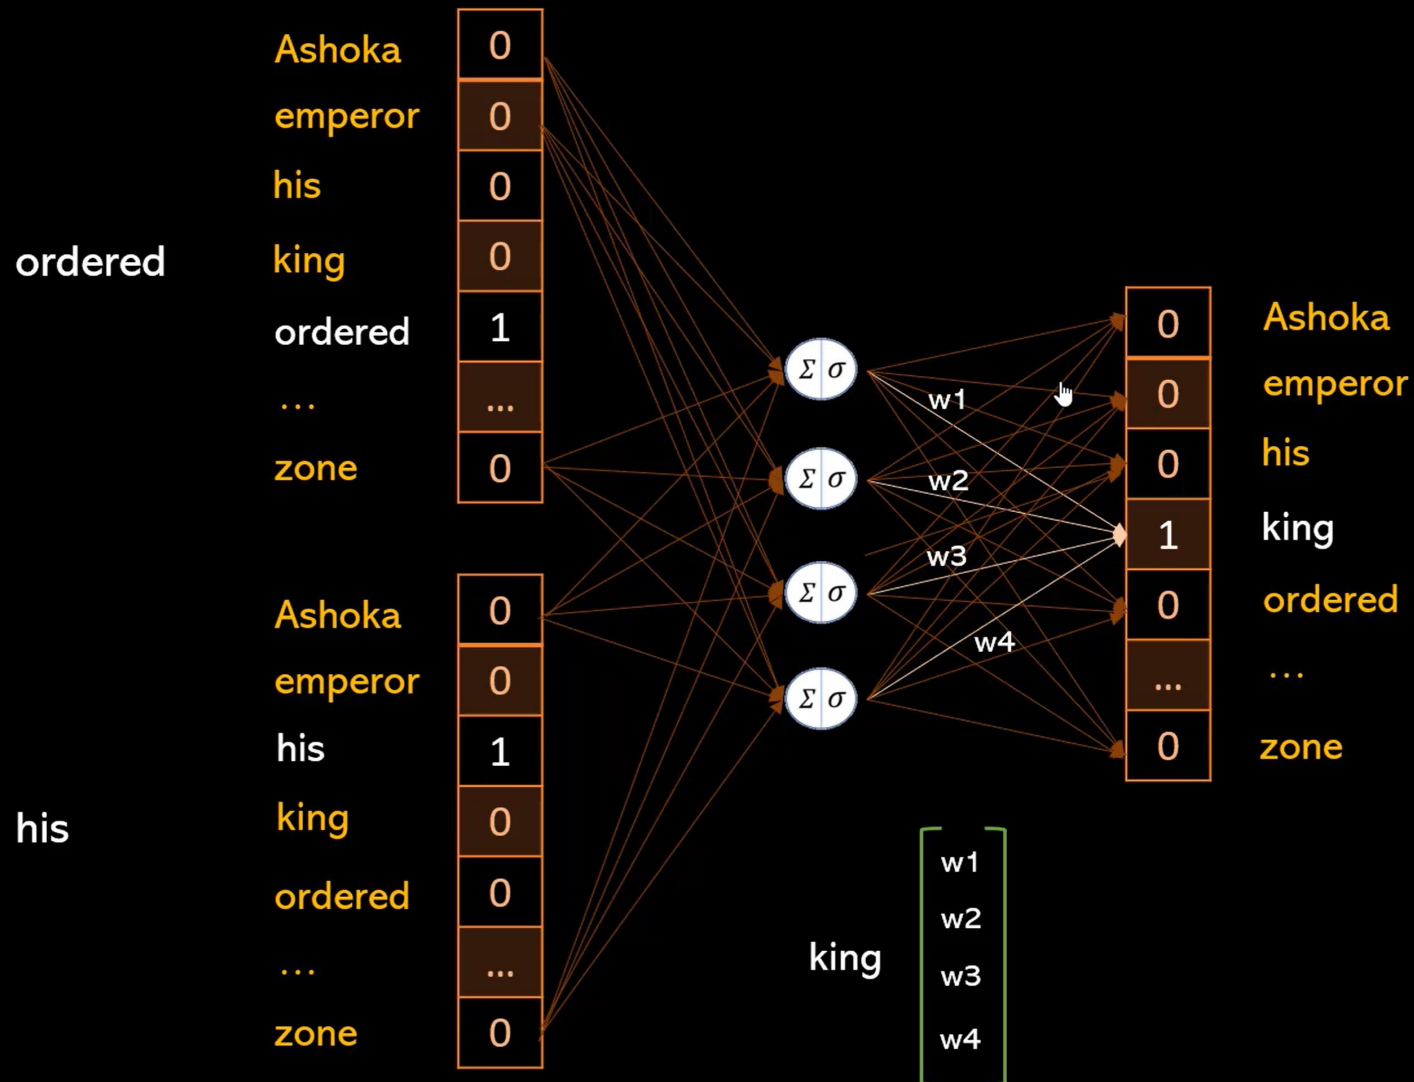 ordered
Ashoka 0
emperor 0
his 0
king 0
ordered 1
... ...
zone 0
his
Ashoka 0
emperor 0
his 1
king 0
ordered 0
... ...
zone 0
Σ σ
Σ σ
Σ σ
Σ σ
w1
w2
w3
w4
0 Ashoka
0 emperor
0 his
1 king
0 ordered
... ...
0 zone
king
w1
w2
w3
w4